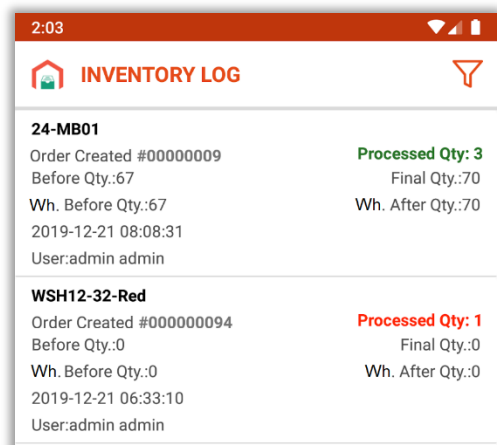 2:03
INVENTORY LOG
24-MB01
Order Created #00000009 Processed Qty: 3
Before Qty.:67 Final Qty.:70
Wh. Before Qty.:67 Wh. After Qty.:70
2019-12-21 08:08:31
User:admin admin
WSH12-32-Red
Order Created #000000094 Processed Qty: 1
Before Qty.:0 Final Qty.:0
Wh. Before Qty.:0 Wh. After Qty.:0
2019-12-21 06:33:10
User:admin admin